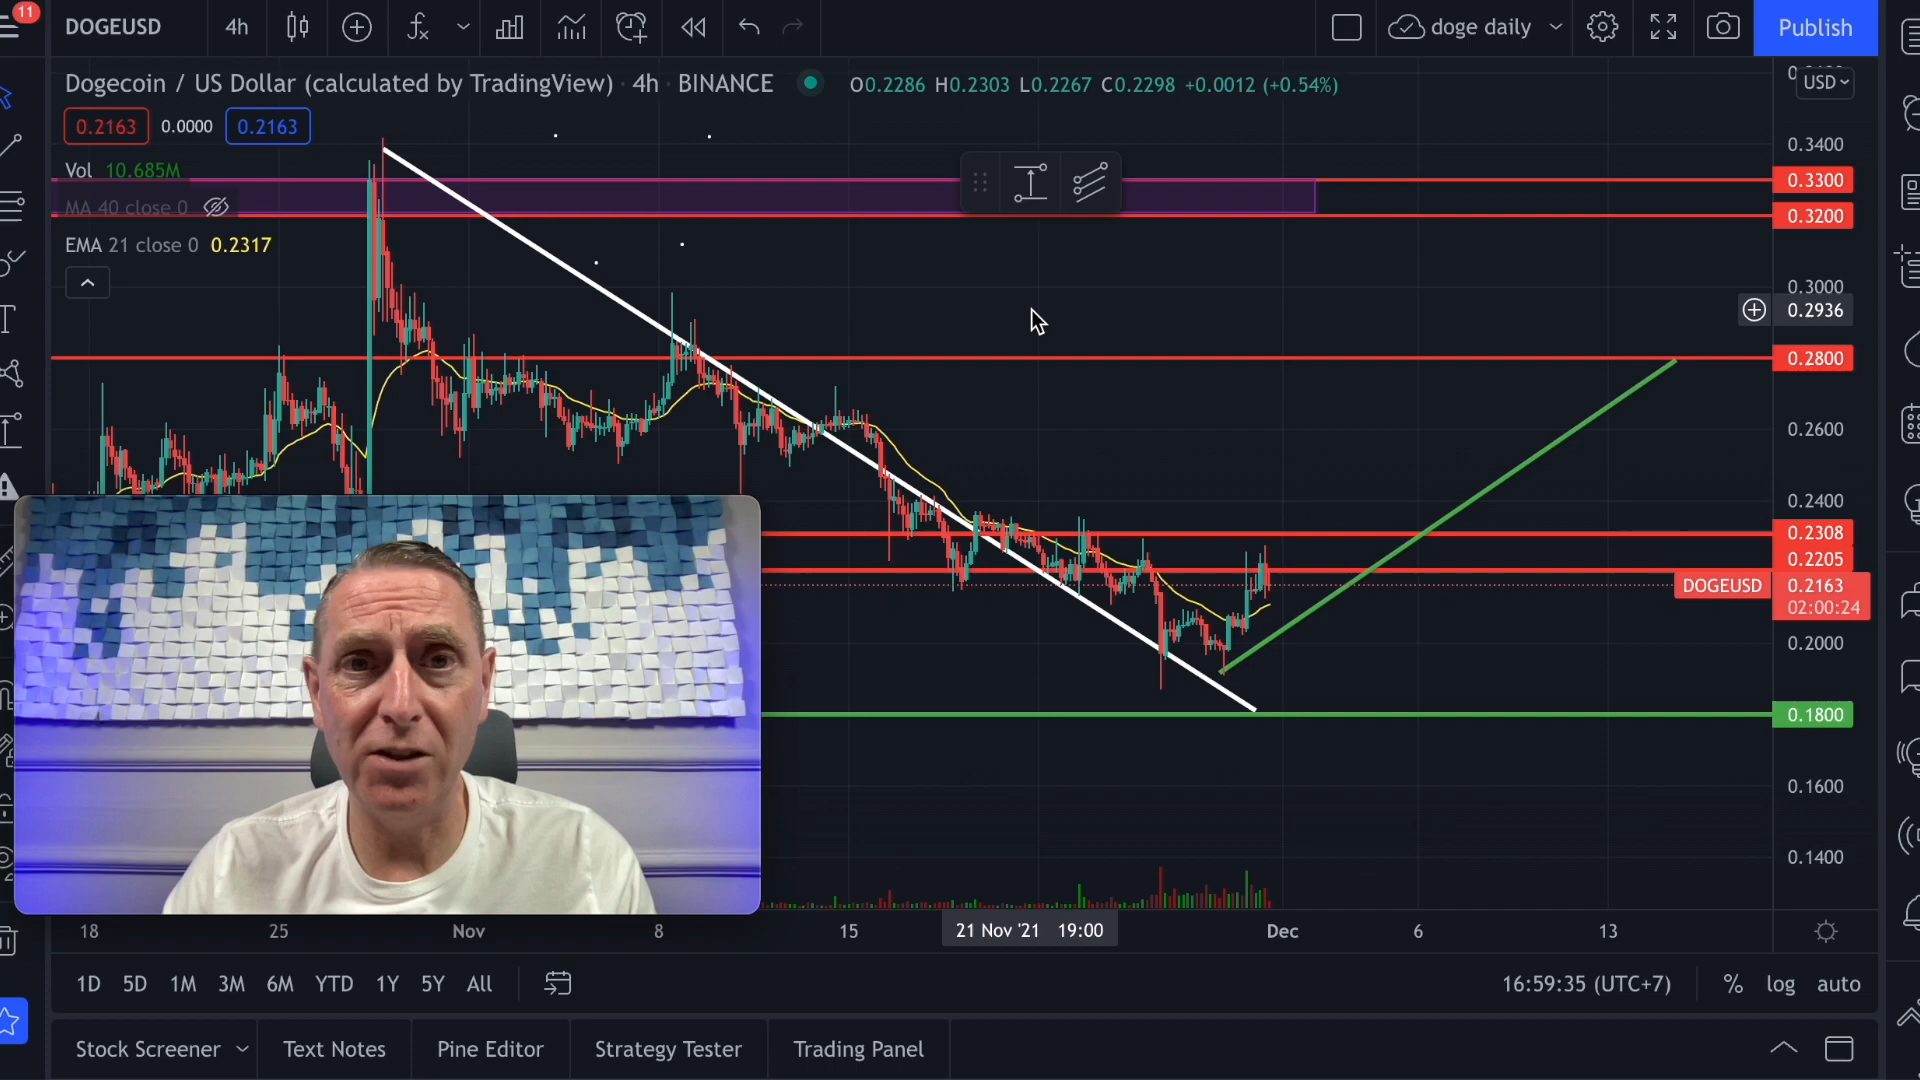 11
DOGEUSD 4h doge daily Publish
Dogecoin / US Dollar (calculated by TradingView) · 4h · BINANCE O0.2286 H0.2303 L0.2267 C0.2298 +0.0012 (+0.54%)
USD
0.2163 0.0000 0.2163
0.3400
Vol 10.685M
0.3300
MA 40 close 0
0.3200
EMA 21 close 0 0.2317
0.3000
0.2936
0.2800
0.2600
0.2400
0.2308
0.2205
DOGEUSD 0.2163
02:00:24
0.2000
0.1800
0.1600
0.1400
18 25 Nov 8 15 21 Nov '21 19:00 Dec 6 13
1D 5D 1M 3M 6M YTD 1Y 5Y All 16:59:35 (UTC+7) % log auto
Stock Screener Text Notes Pine Editor Strategy Tester Trading Panel